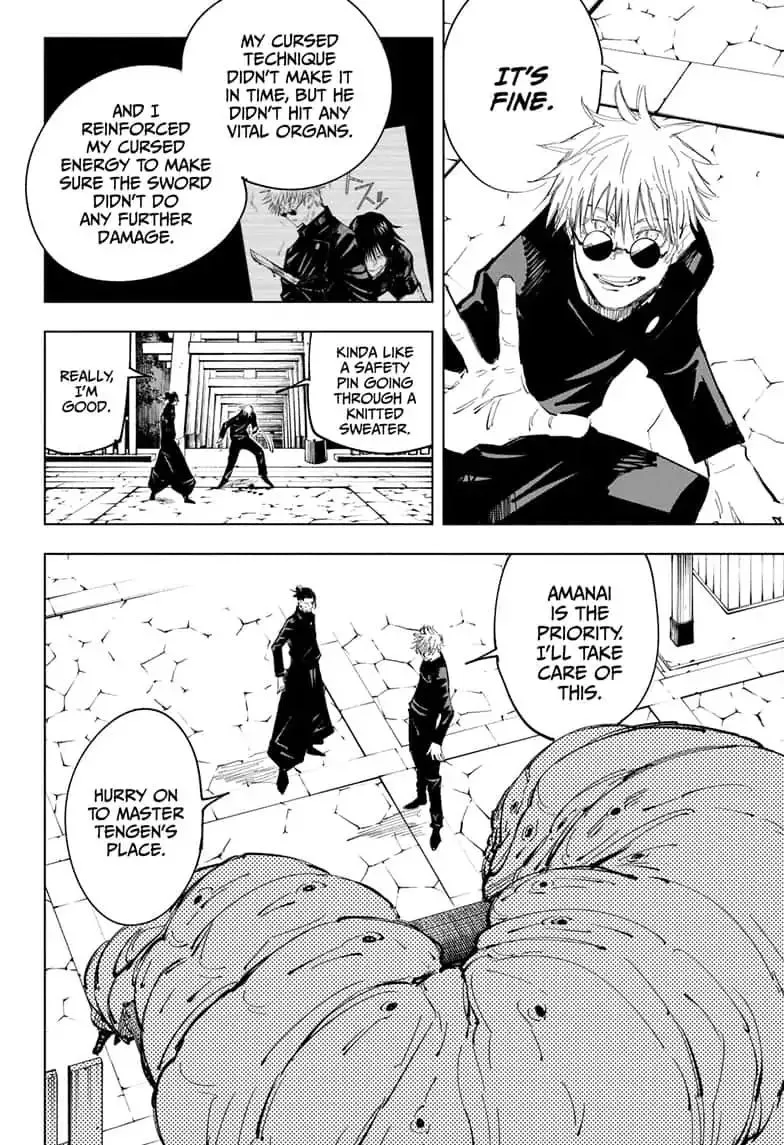 IT'S
FINE.
MY CURSED
TECHNIQUE
DIDN'T MAKE IT
IN TIME, BUT HE
DIDN'T HIT ANY
VITAL ORGANS.
AND I
REINFORCED
MY CURSED
ENERGY TO MAKE
SURE THE SWORD
DIDN'T DO
ANY FURTHER
DAMAGE.
トスッ
KINDA LIKE
A SAFETY
PIN GOING
THROUGH A
KNITTED
SWEATER.
REALLY,
I'M
GOOD.
AMANAI
IS THE
PRIORITY.
I'LL TAKE
CARE OF
THIS.
HURRY ON
TO MASTER
TENGEN'S
PLACE.